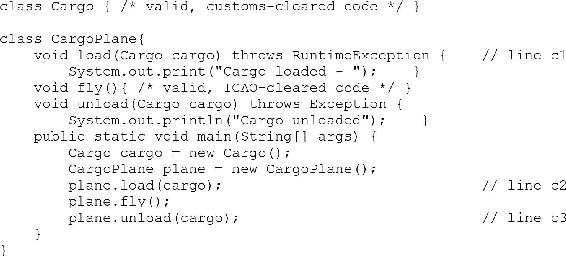 class Cargo { /* valid, customs-cleared code */ }

class CargoPlane{
    void load(Cargo cargo) throws RuntimeException {     // line c1
        System.out.print("Cargo loaded - ");    }
    void fly(){ /* valid, ICAO-cleared code */ }
    void unload(Cargo cargo) throws Exception {
        System.out.println("Cargo unloaded");    }
    public static void main(String[] args) {
        Cargo cargo = new Cargo();
        CargoPlane plane = new CargoPlane();
        plane.load(cargo);                               // line c2
        plane.fly();
        plane.unload(cargo);                             // line c3
    }
}